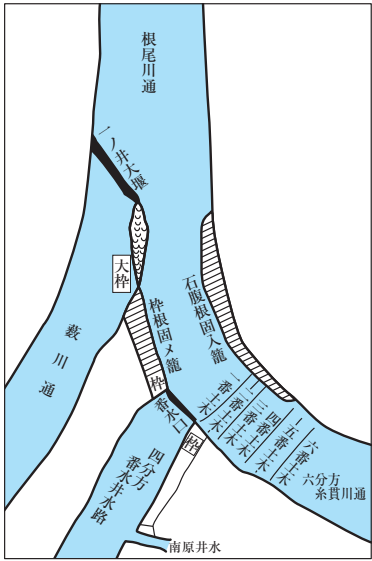 根尾川通
一ノ井大堰
大枠
石腹根固入籠
枠根固メ籠
藪川通
枠
番水口
枠
一番土木
二番土木
三番土木
四番土木
五番土木
六番土木
六分方
糸貫川通
四分方
番水井水路
南原井水